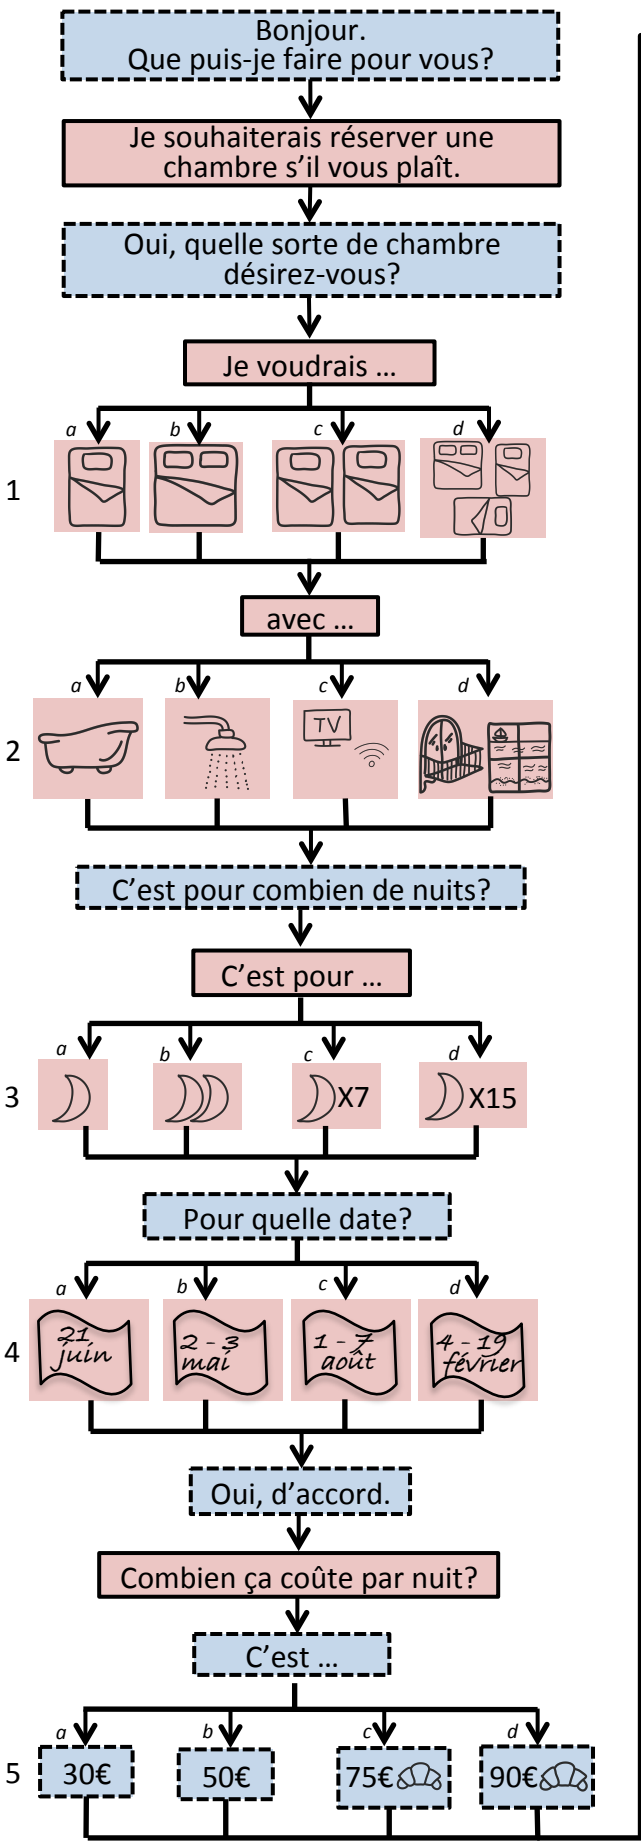 Bonjour.
Que puis-je faire pour vous?
Je souhaiterais réserver une
chambre s'il vous plaît.
Oui, quelle sorte de chambre
désirez-vous?
Je voudrais ...
a b c d
1
avec ...
a b c d
TV
2
C'est pour combien de nuits?
C'est pour ...
a b c d
3 X7 X15
Pour quelle date?
a b c d
21 2 - 3 1 - 7 4 - 19
juin mai août février
4
Oui, d'accord.
Combien ça coûte par nuit?
C'est ...
a b c d
5 30€ 50€ 75€ 90€